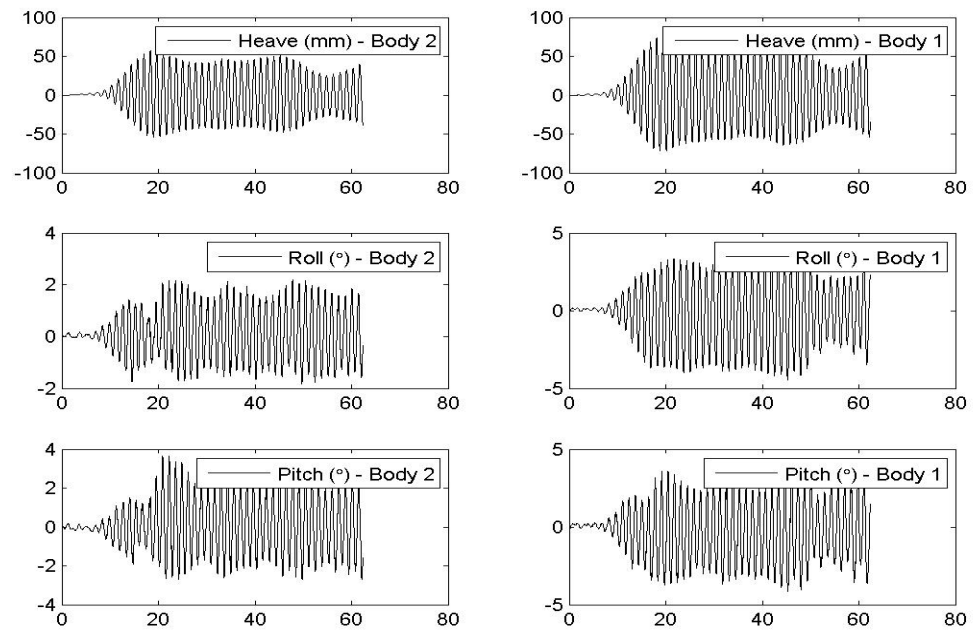 100
50
0
-50
-100
0 20 40 60 80
Heave (mm) - Body 2
100
50
0
-50
-100
0 20 40 60 80
Heave (mm) - Body 1
4
2
0
-2
0 20 40 60 80
Roll (°) - Body 2
5
0
-5
0 20 40 60 80
Roll (°) - Body 1
4
2
0
-2
-4
0 20 40 60 80
Pitch (°) - Body 2
5
0
-5
0 20 40 60 80
Pitch (°) - Body 1